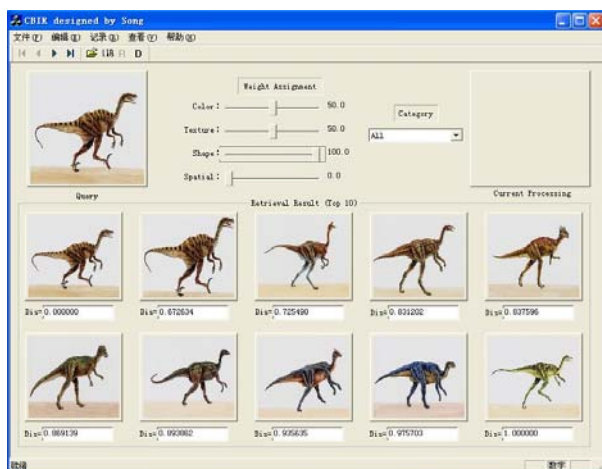 CBIR designed by Song
文件(F) 编辑(E) 记录(R) 查看(V) 帮助(H)
R D
Weight Assignment
Color: 50.0
Texture: 50.0
Shape: 100.0
Spatial: 0.0
Category
All
Query
Current Processing
Retrieval Result (Top 10)
Dis= 0.000000 Dis= 0.672634 Dis= 0.725490 Dis= 0.831202 Dis= 0.837596
Dis= 0.869139 Dis= 0.893862 Dis= 0.935635 Dis= 0.975703 Dis= 1.000000
就绪 数字